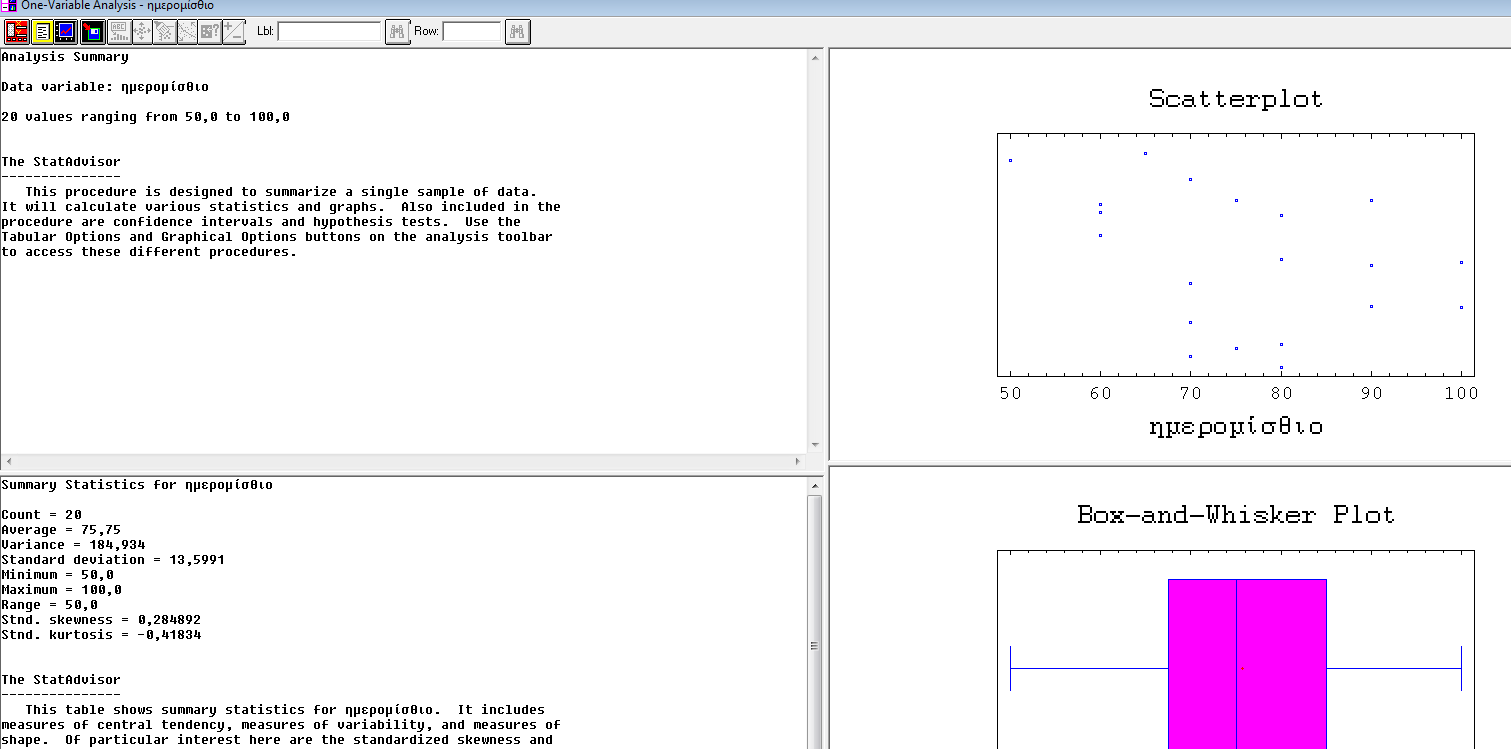 One-Variable Analysis - ημερομίσθιο
Lbl: Row:
Analysis Summary
Data variable: ημερομίσθιο
20 values ranging from 50,0 to 100,0
The StatAdvisor
---------------
This procedure is designed to summarize a single sample of data.
It will calculate various statistics and graphs.  Also included in the
procedure are confidence intervals and hypothesis tests.  Use the
Tabular Options and Graphical Options buttons on the analysis toolbar
to access these different procedures.
Scatterplot
50 60 70 80 90 100
ημερομίσθιο
Summary Statistics for ημερομίσθιο
Count = 20
Average = 75,75
Variance = 184,934
Standard deviation = 13,5991
Minimum = 50,0
Maximum = 100,0
Range = 50,0
Stnd. skewness = 0,284892
Stnd. kurtosis = -0,41834
The StatAdvisor
---------------
This table shows summary statistics for ημερομίσθιο.  It includes
measures of central tendency, measures of variability, and measures of
shape.  Of particular interest here are the standardized skewness and
Box-and-Whisker Plot